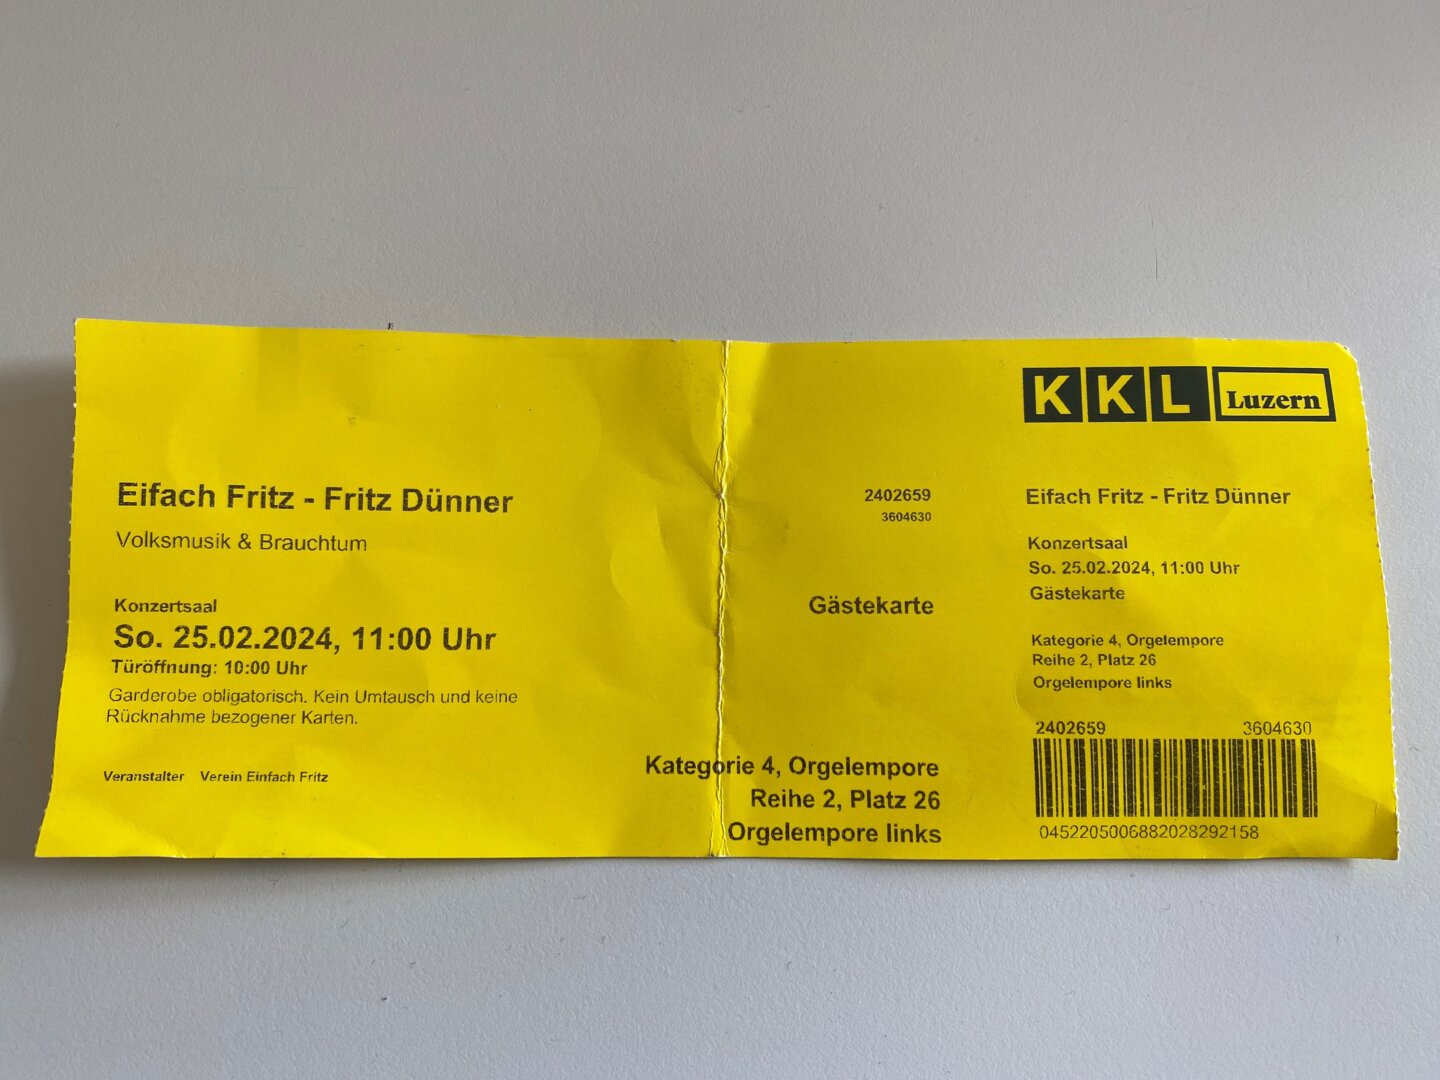 Eifach Fritz - Fritz Dünner
Volksmusik & Brauchtum
Konzertsaal
So. 25.02.2024, 11:00 Uhr
Türöffnung: 10:00 Uhr
Garderobe obligatorisch. Kein Umtausch und keine
Rücknahme bezogener Karten.
Veranstalter Verein Einfach Fritz
2402659
3604630
Gästekarte
Kategorie 4, Orgelempore
Reihe 2, Platz 26
Orgelempore links
KKL Luzern
Eifach Fritz - Fritz Dünner
Konzertsaal
So. 25.02.2024, 11:00 Uhr
Gästekarte
Kategorie 4, Orgelempore
Reihe 2, Platz 26
Orgelempore links
2402659 3604630
0452205006882028292158